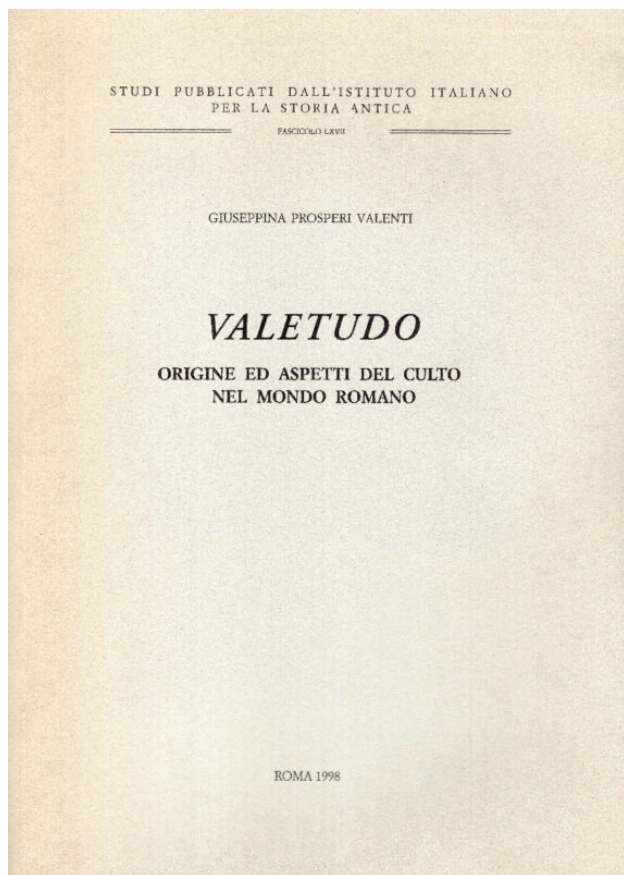 STUDI PUBBLICATI DALL'ISTITUTO ITALIANO
PER LA STORIA ANTICA
FASCICOLO LXVII
GIUSEPPINA PROSPERI VALENTI
VALETUDO
ORIGINE ED ASPETTI DEL CULTO
NEL MONDO ROMANO
ROMA 1998